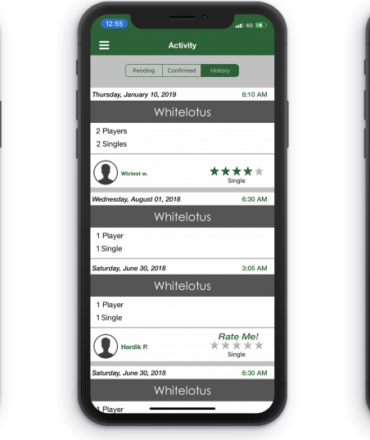 12:55
4G
Activity
Pending Confirmed History
Thursday, January 10, 2019 6:10 AM
Whitelotus
2 Players
2 Singles
Wictest w.
Single
Wednesday, August 01, 2018 6:30 AM
Whitelotus
1 Player
1 Single
Saturday, June 30, 2018 3:05 AM
Whitelotus
1 Player
1 Single
Rate Me!
Hardik P.
Single
Saturday, June 30, 2018 6:30 AM
Whitelotus
1 Player